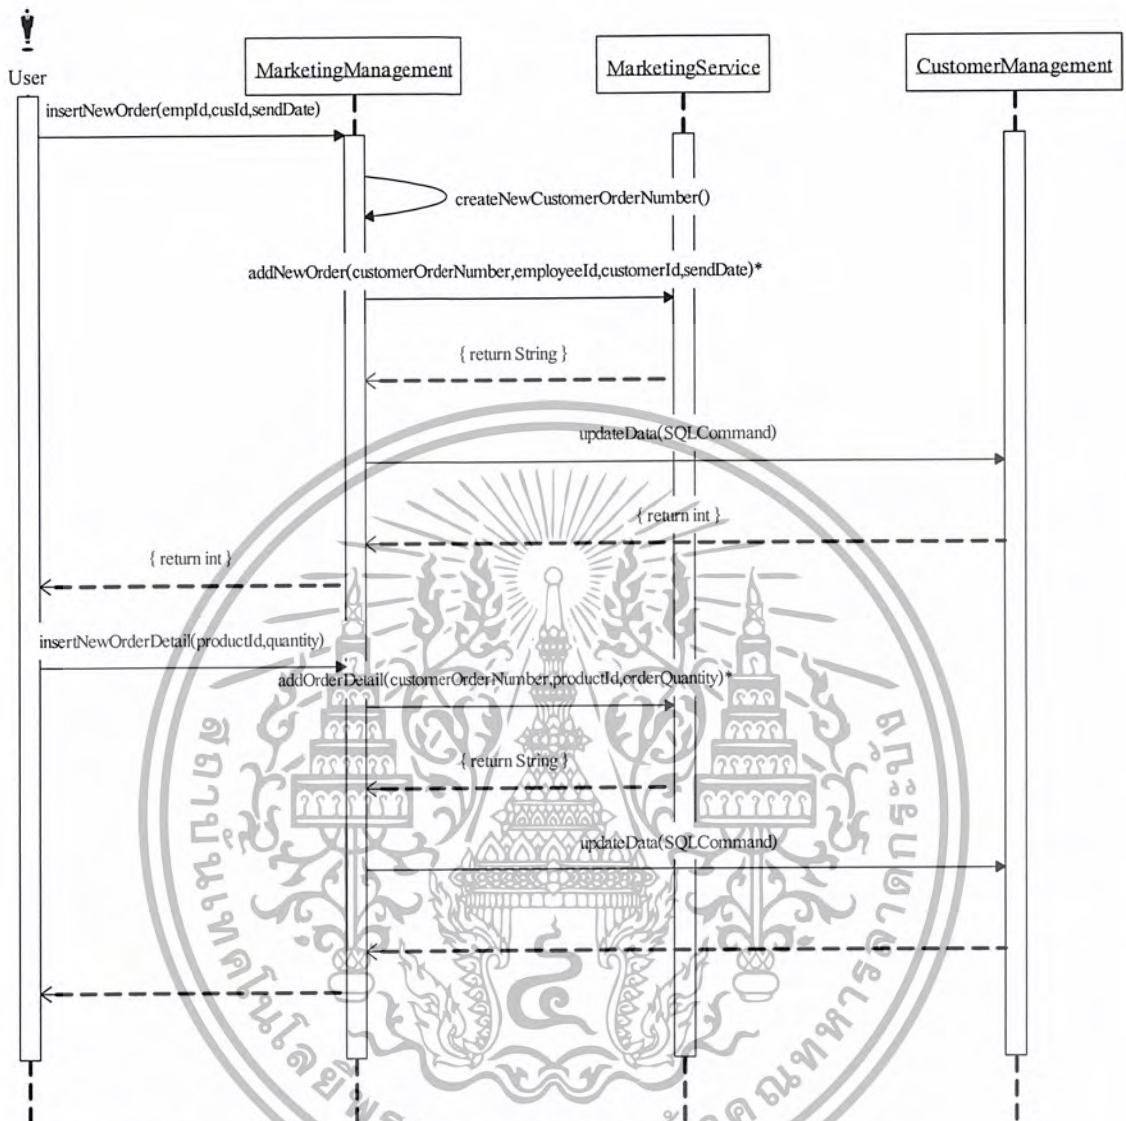 User
MarketingManagement
MarketingService
CustomerManagement
insertNewOrder(empId,cusId,sendDate)
createNewCustomerOrderNumber()
addNewOrder(customerOrderNumber,employeeId,customerId,sendDate)*
{ return String }
updateData(SQLCommand)
{ return int }
{ return int }
insertNewOrderDetail(productId,quantity)
addOrderDetail(customerOrderNumber,productId,orderQuantity)*
{ return String }
updateData(SQLCommand)